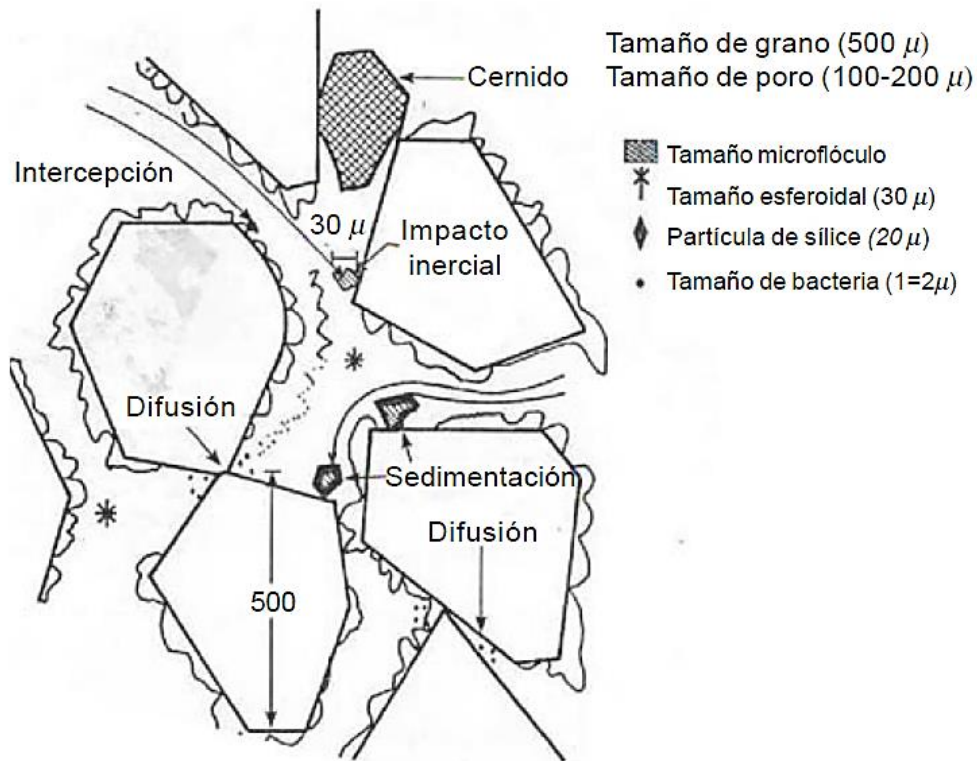 Tamaño de grano (500 μ)
Tamaño de poro (100-200 μ)
Cernido
Tamaño microflóculo
Tamaño esferoidal (30 μ)
Partícula de sílice (20 μ)
Tamaño de bacteria (1=2μ)
Intercepción
30 μ
Impacto
inercial
Difusión
Sedimentación
Difusión
500